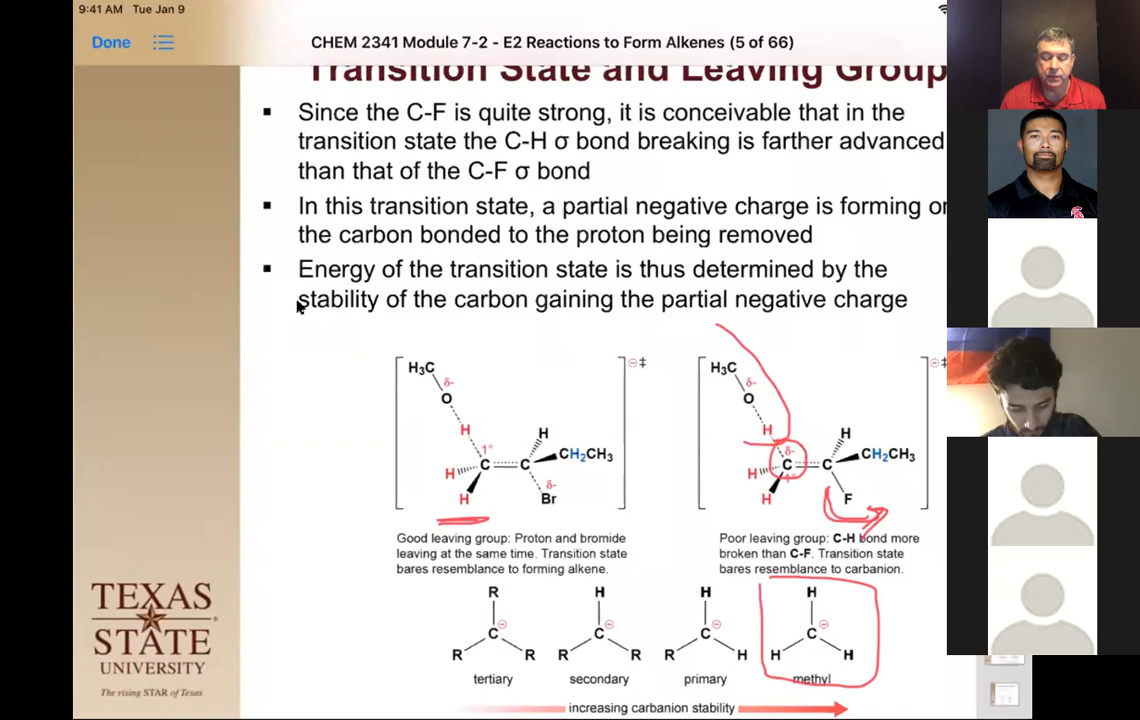 9:41 AM Tue Jan 9
Done
CHEM 2341 Module 7-2 - E2 Reactions to Form Alkenes (5 of 66)
Transition State and Leaving Group
▪ Since the C-F is quite strong, it is conceivable that in the
transition state the C-H σ bond breaking is farther advanced
than that of the C-F σ bond
▪ In this transition state, a partial negative charge is forming
the carbon bonded to the proton being removed
▪ Energy of the transition state is thus determined by the
stability of the carbon gaining the partial negative charge
H₃C
δ-
O
H
1°
H
C
C
H
CH₂CH₃
H
δ-
Br
⊖‡
H₃C
δ-
O
H
δ-
H
C
C
H
CH₂CH₃
H
F
⊖‡
Good leaving group: Proton and bromide
leaving at the same time. Transition state
bares resemblance to forming alkene.
Poor leaving group: C-H bond more
broken than C-F. Transition state
bares resemblance to carbanion.
R H H H
C⊖ C⊖ C⊖ C⊖
R R R R R H H H
tertiary secondary primary methyl
increasing carbanion stability
TEXAS
STATE
UNIVERSITY
The rising STAR of Texas